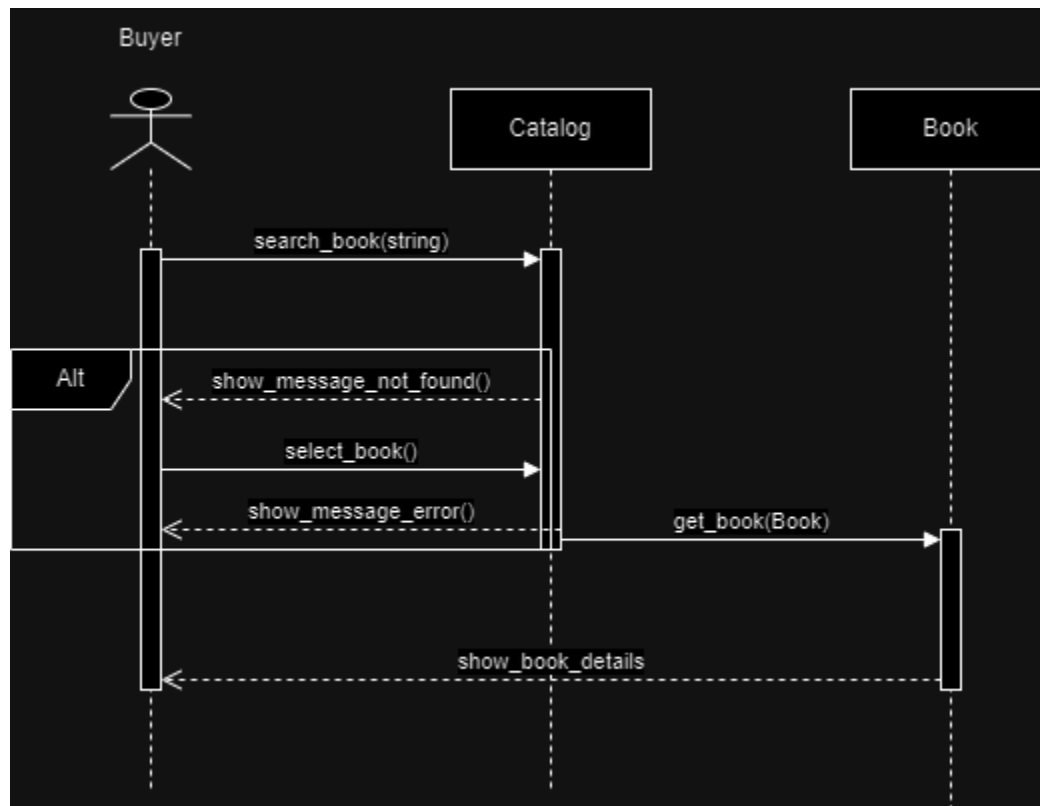 Buyer
Catalog
Book
search_book(string)
Alt
show_message_not_found()
select_book()
show_message_error()
get_book(Book)
show_book_details